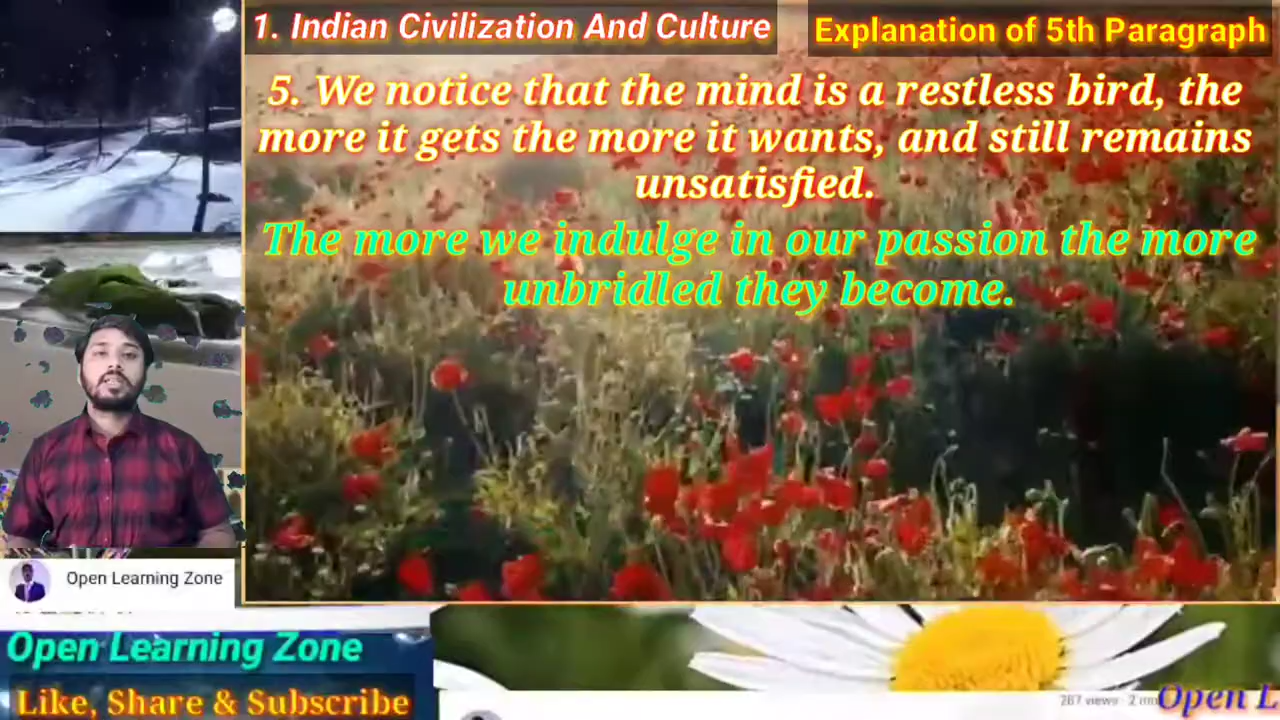 1. Indian Civilization And Culture
Explanation of 5th Paragraph
5. We notice that the mind is a restless bird, the
more it gets the more it wants, and still remains
unsatisfied.
The more we indulge in our passion the more
unbridled they become.
Open Learning Zone
Open Learning Zone
Like, Share & Subscribe
287 views
Open L